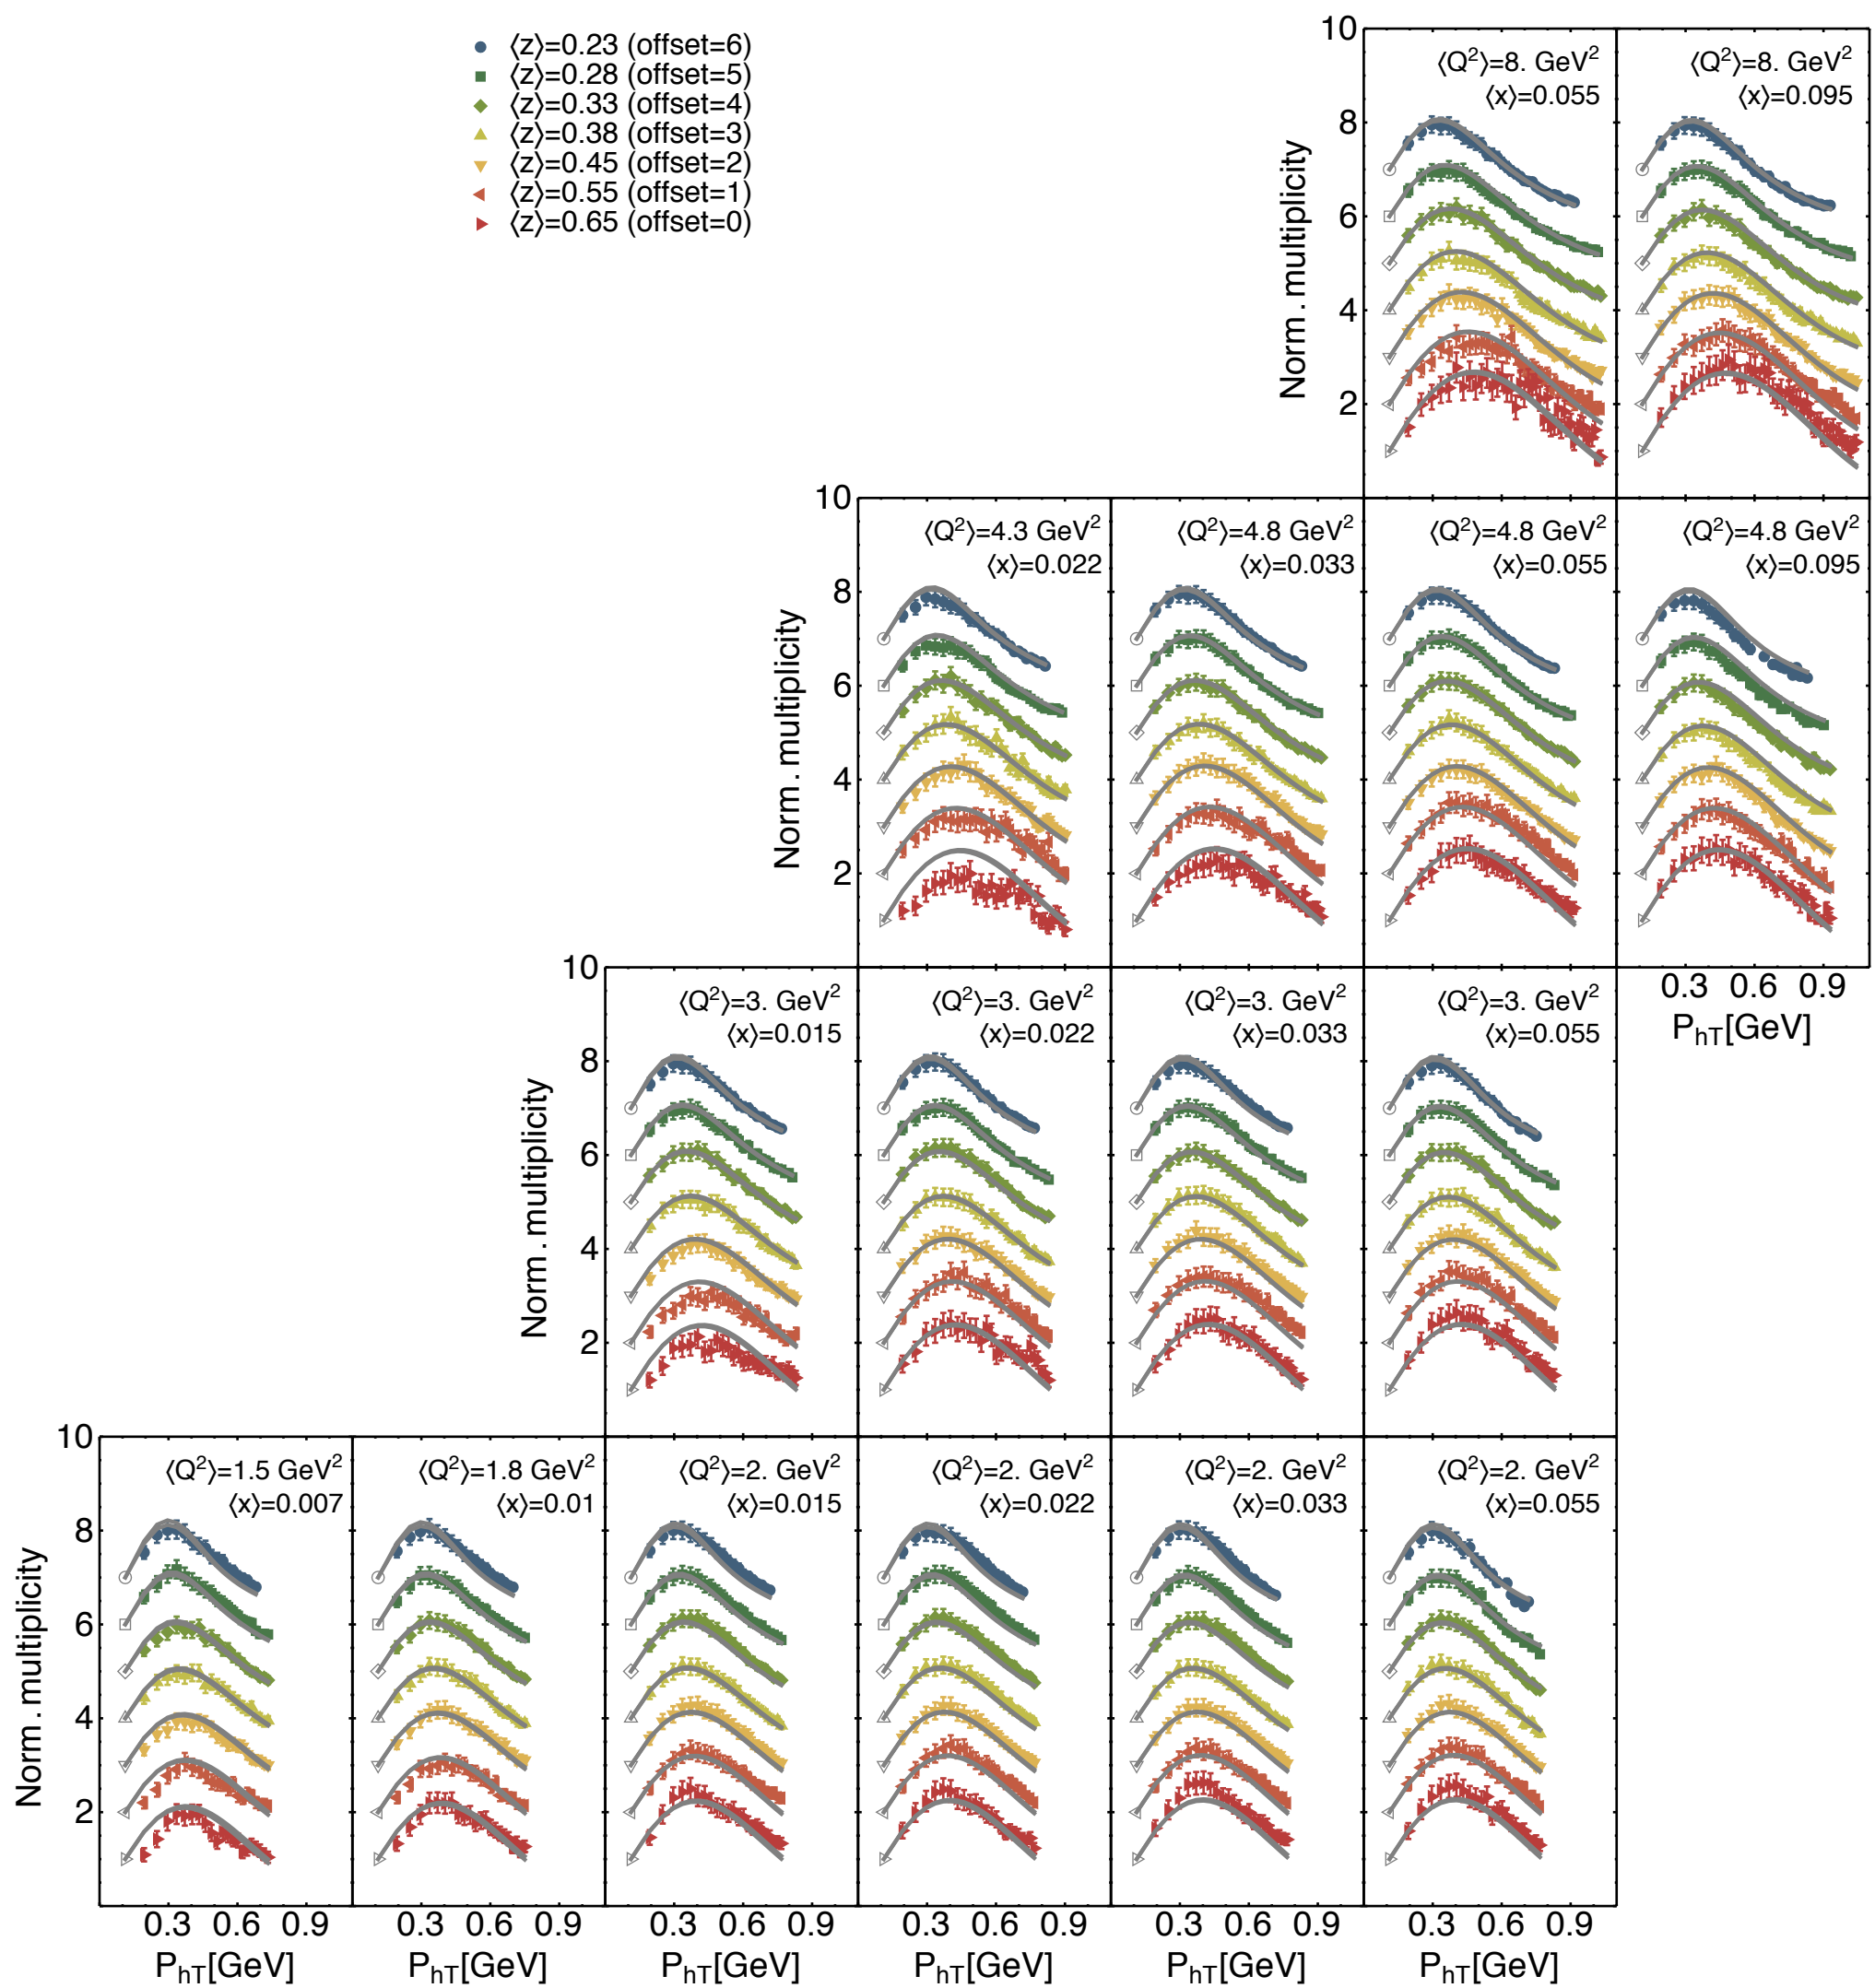 ⟨z⟩=0.23 (offset=6)
⟨z⟩=0.28 (offset=5)
⟨z⟩=0.33 (offset=4)
⟨z⟩=0.38 (offset=3)
⟨z⟩=0.45 (offset=2)
⟨z⟩=0.55 (offset=1)
⟨z⟩=0.65 (offset=0)
Norm. multiplicity
10
8
6
4
2
⟨Q²⟩=8. GeV²
⟨x⟩=0.055
⟨Q²⟩=8. GeV²
⟨x⟩=0.095
Norm. multiplicity
10
8
6
4
2
⟨Q²⟩=4.3 GeV²
⟨x⟩=0.022
⟨Q²⟩=4.8 GeV²
⟨x⟩=0.033
⟨Q²⟩=4.8 GeV²
⟨x⟩=0.055
⟨Q²⟩=4.8 GeV²
⟨x⟩=0.095
0.3 0.6 0.9
P_hT[GeV]
Norm. multiplicity
10
8
6
4
2
⟨Q²⟩=3. GeV²
⟨x⟩=0.015
⟨Q²⟩=3. GeV²
⟨x⟩=0.022
⟨Q²⟩=3. GeV²
⟨x⟩=0.033
⟨Q²⟩=3. GeV²
⟨x⟩=0.055
Norm. multiplicity
10
8
6
4
2
⟨Q²⟩=1.5 GeV²
⟨x⟩=0.007
⟨Q²⟩=1.8 GeV²
⟨x⟩=0.01
⟨Q²⟩=2. GeV²
⟨x⟩=0.015
⟨Q²⟩=2. GeV²
⟨x⟩=0.022
⟨Q²⟩=2. GeV²
⟨x⟩=0.033
⟨Q²⟩=2. GeV²
⟨x⟩=0.055
0.3 0.6 0.9
P_hT[GeV]
0.3 0.6 0.9
P_hT[GeV]
0.3 0.6 0.9
P_hT[GeV]
0.3 0.6 0.9
P_hT[GeV]
0.3 0.6 0.9
P_hT[GeV]
0.3 0.6 0.9
P_hT[GeV]